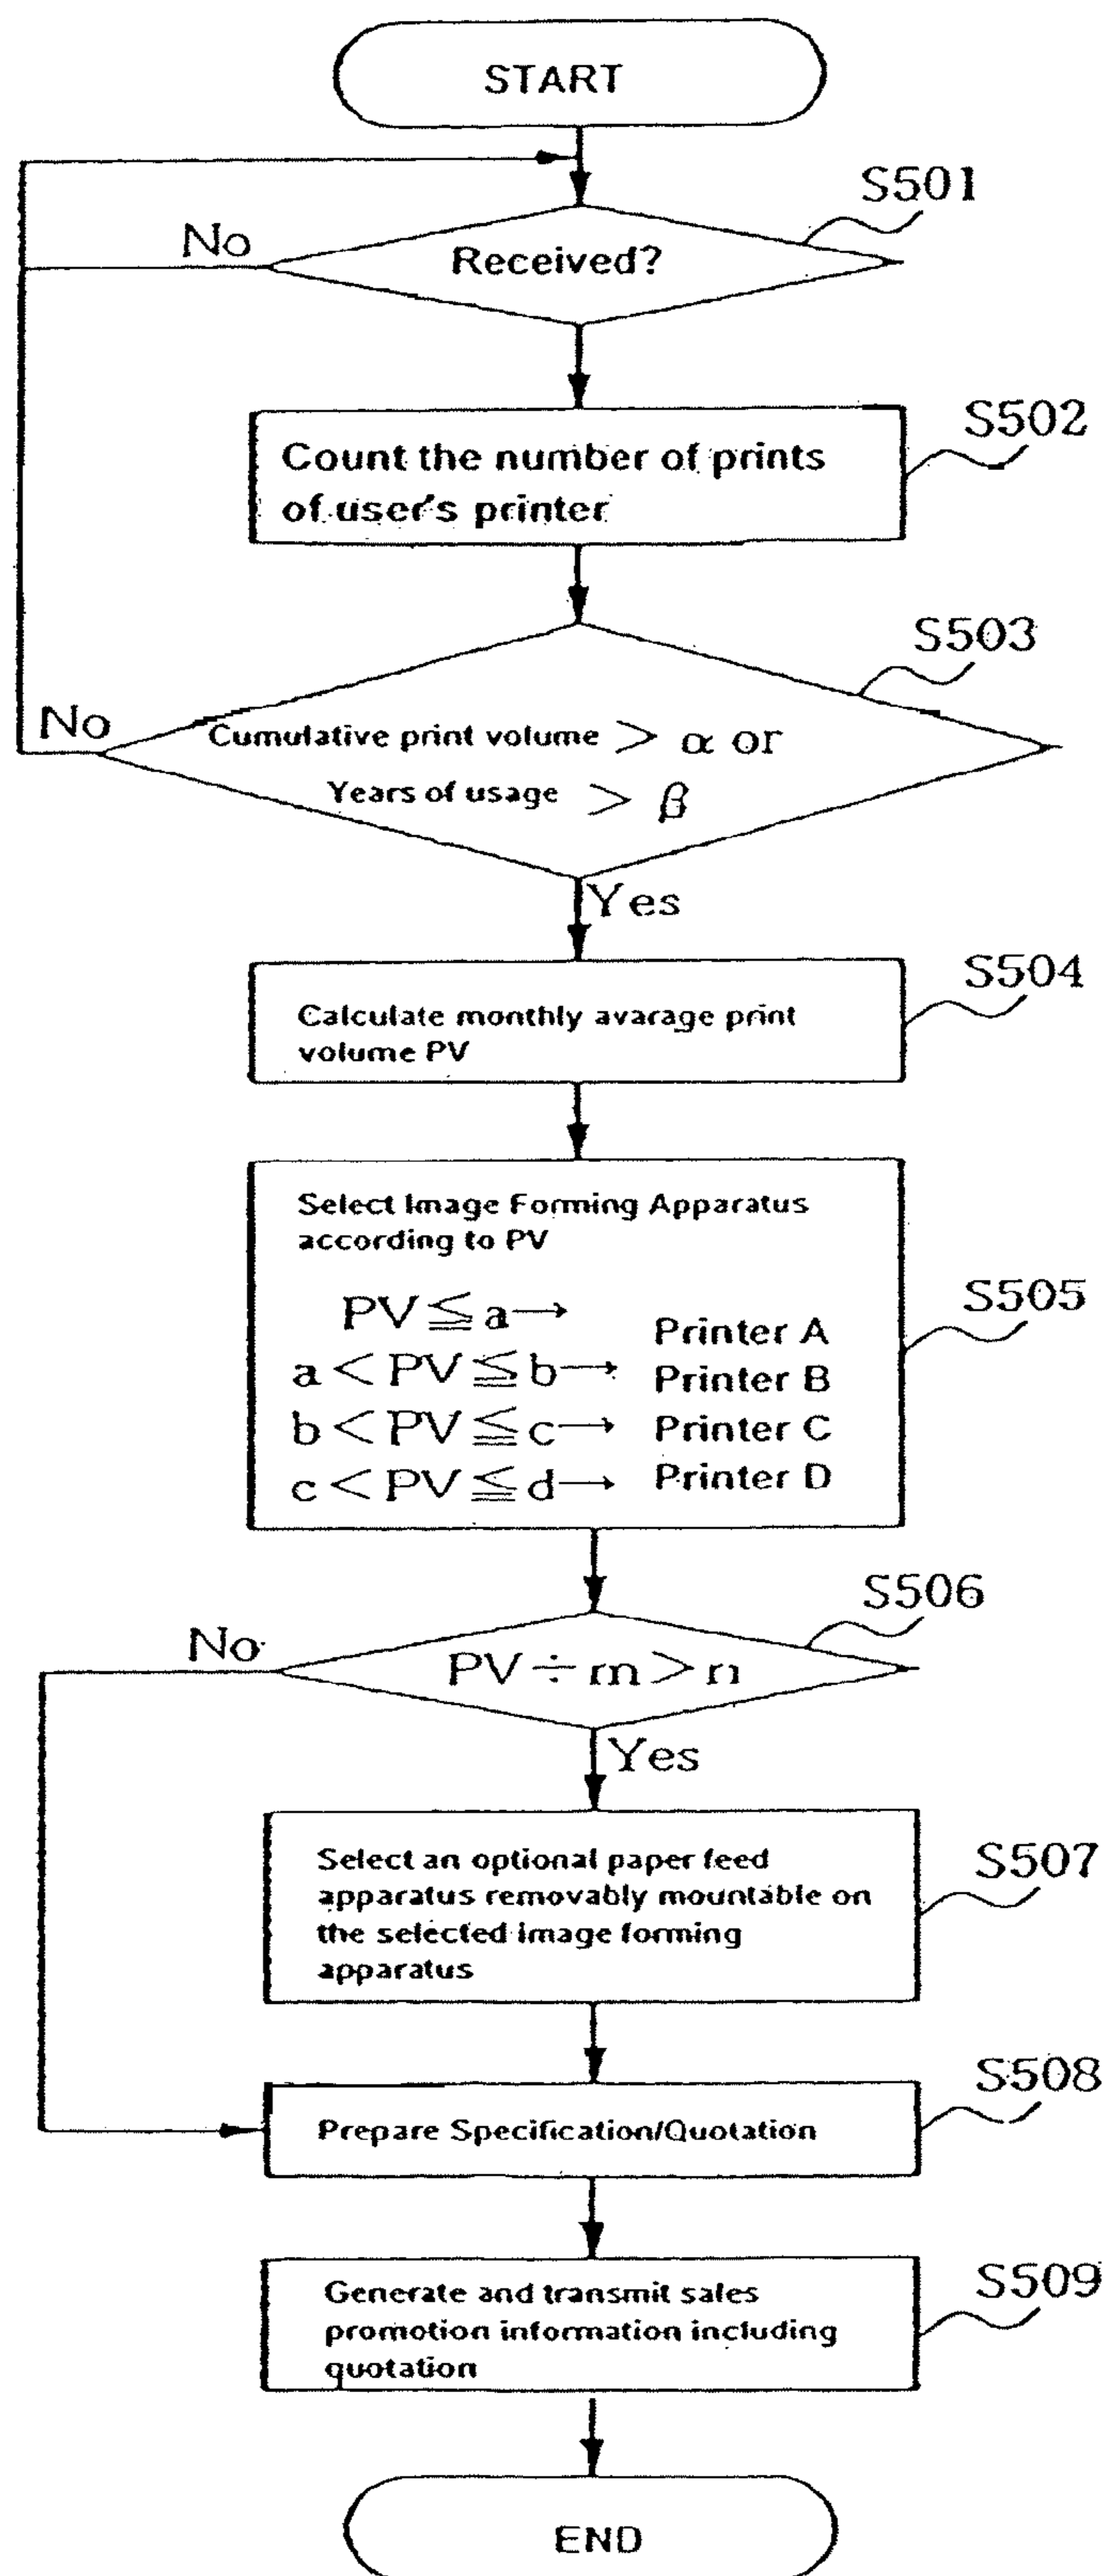 START
S501
No
Received?
S502
Count the number of prints
of user's printer
S503
No
Cumulative print volume > α or
Years of usage > β
Yes
S504
Calculate monthly avarage print
volume PV
S505
Select Image Forming Apparatus
according to PV
PV ≦ a→ Printer A
a < PV ≦ b→ Printer B
b < PV ≦ c→ Printer C
c < PV ≦ d→ Printer D
S506
No
PV ÷ m > n
Yes
S507
Select an optional paper feed
apparatus removably mountable on
the selected image forming
apparatus
S508
Prepare Specification/Quotation
S509
Generate and transmit sales
promotion information including
quotation
END